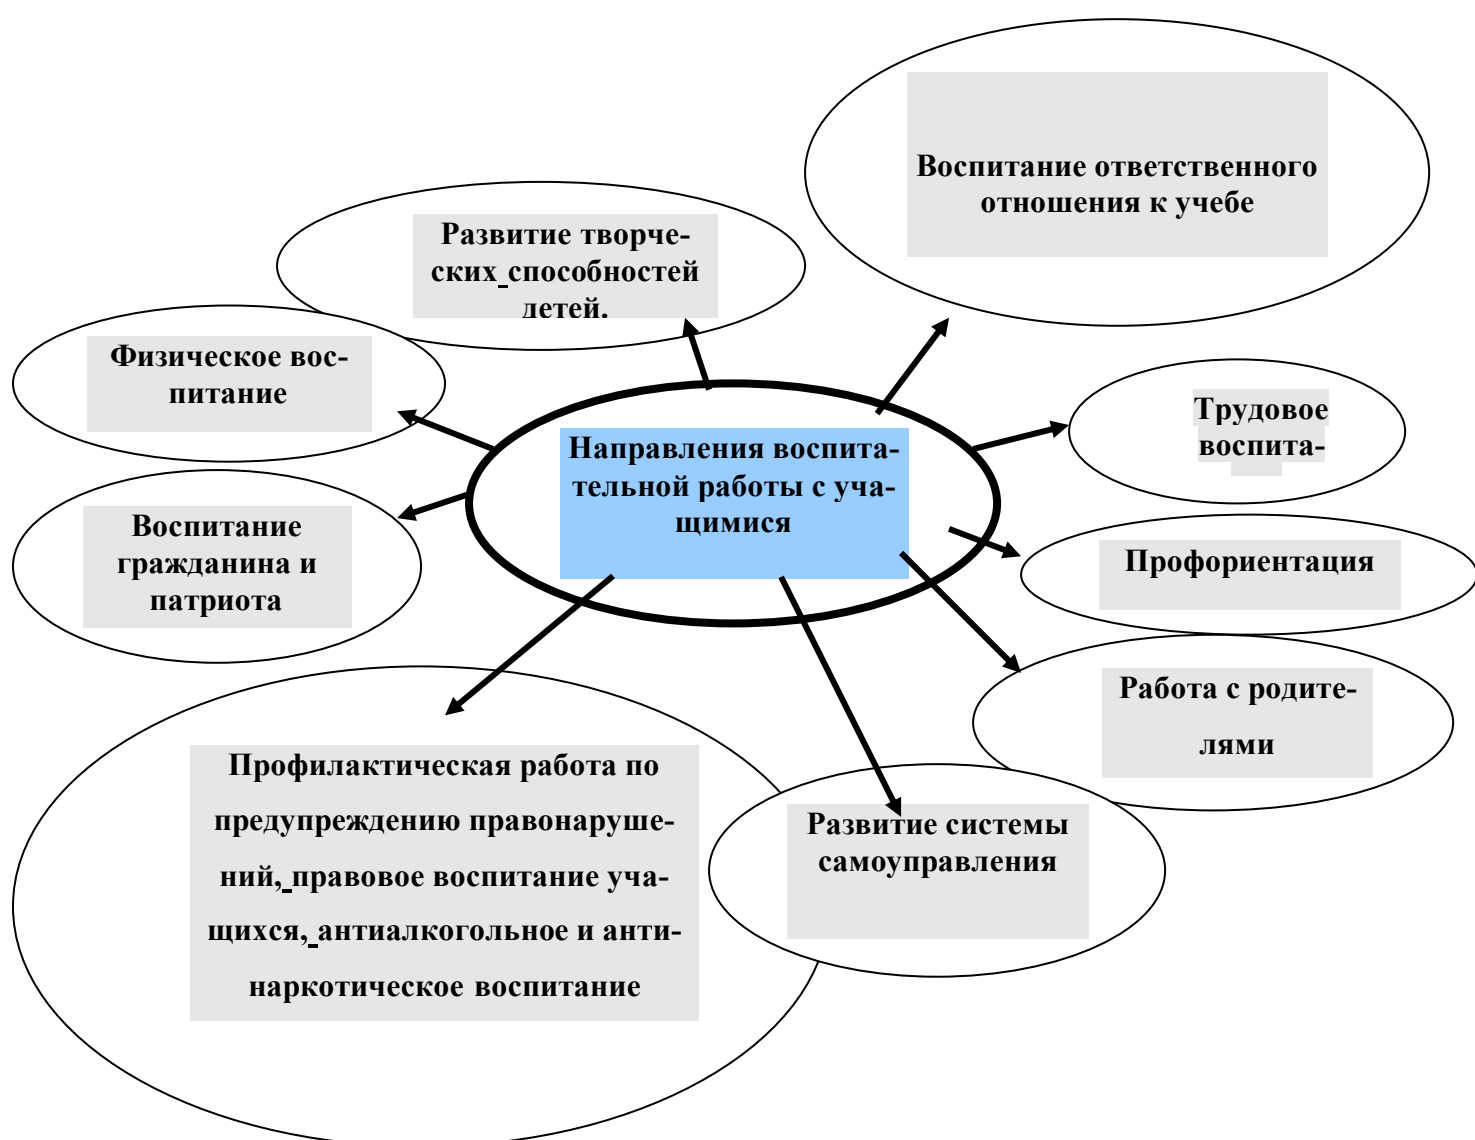 Воспитание ответственного
отношения к учебе
Развитие творче-
ских способностей
детей.
Физическое вос-
питание
Трудовое
воспита-
Направления воспита-
тельной работы с уча-
щимися
Воспитание
гражданина и
патриота
Профориентация
Работа с родите-
лями
Профилактическая работа по
предупреждению правонаруше-
ний, правовое воспитание уча-
щихся, антиалкогольное и анти-
наркотическое воспитание
Развитие системы
самоуправления